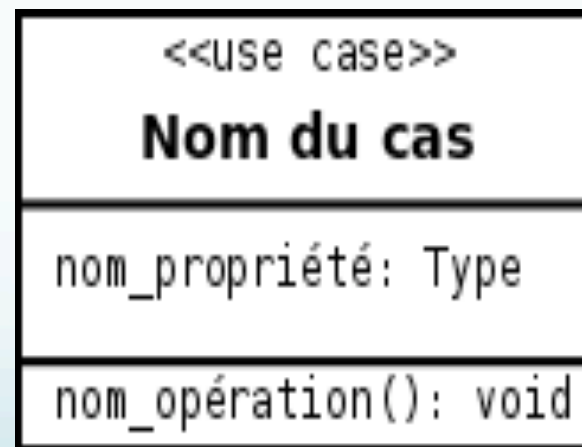 <<use case>>
Nom du cas
nom_propriété: Type
nom_opération(): void